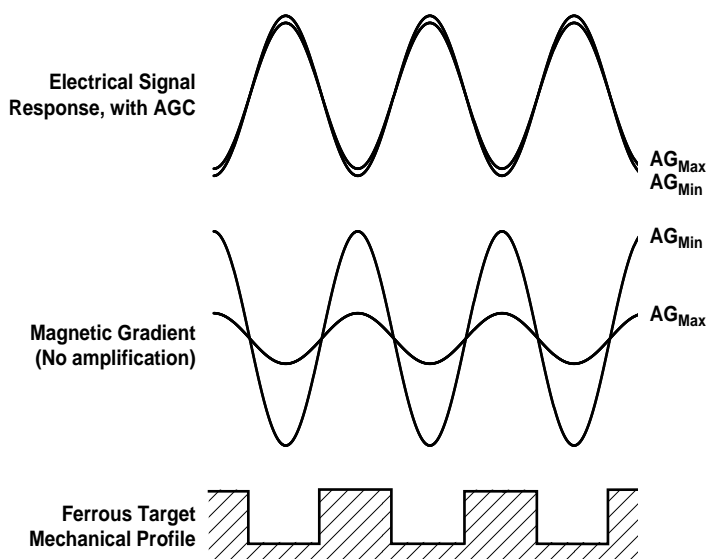 Electrical Signal
Response, with AGC
AGMax
AGMin
AGMin
Magnetic Gradient
(No amplification)
AGMax
Ferrous Target
Mechanical Profile